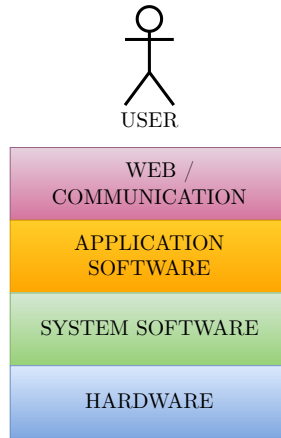 USER
WEB /
COMMUNICATION
APPLICATION
SOFTWARE
SYSTEM SOFTWARE
HARDWARE